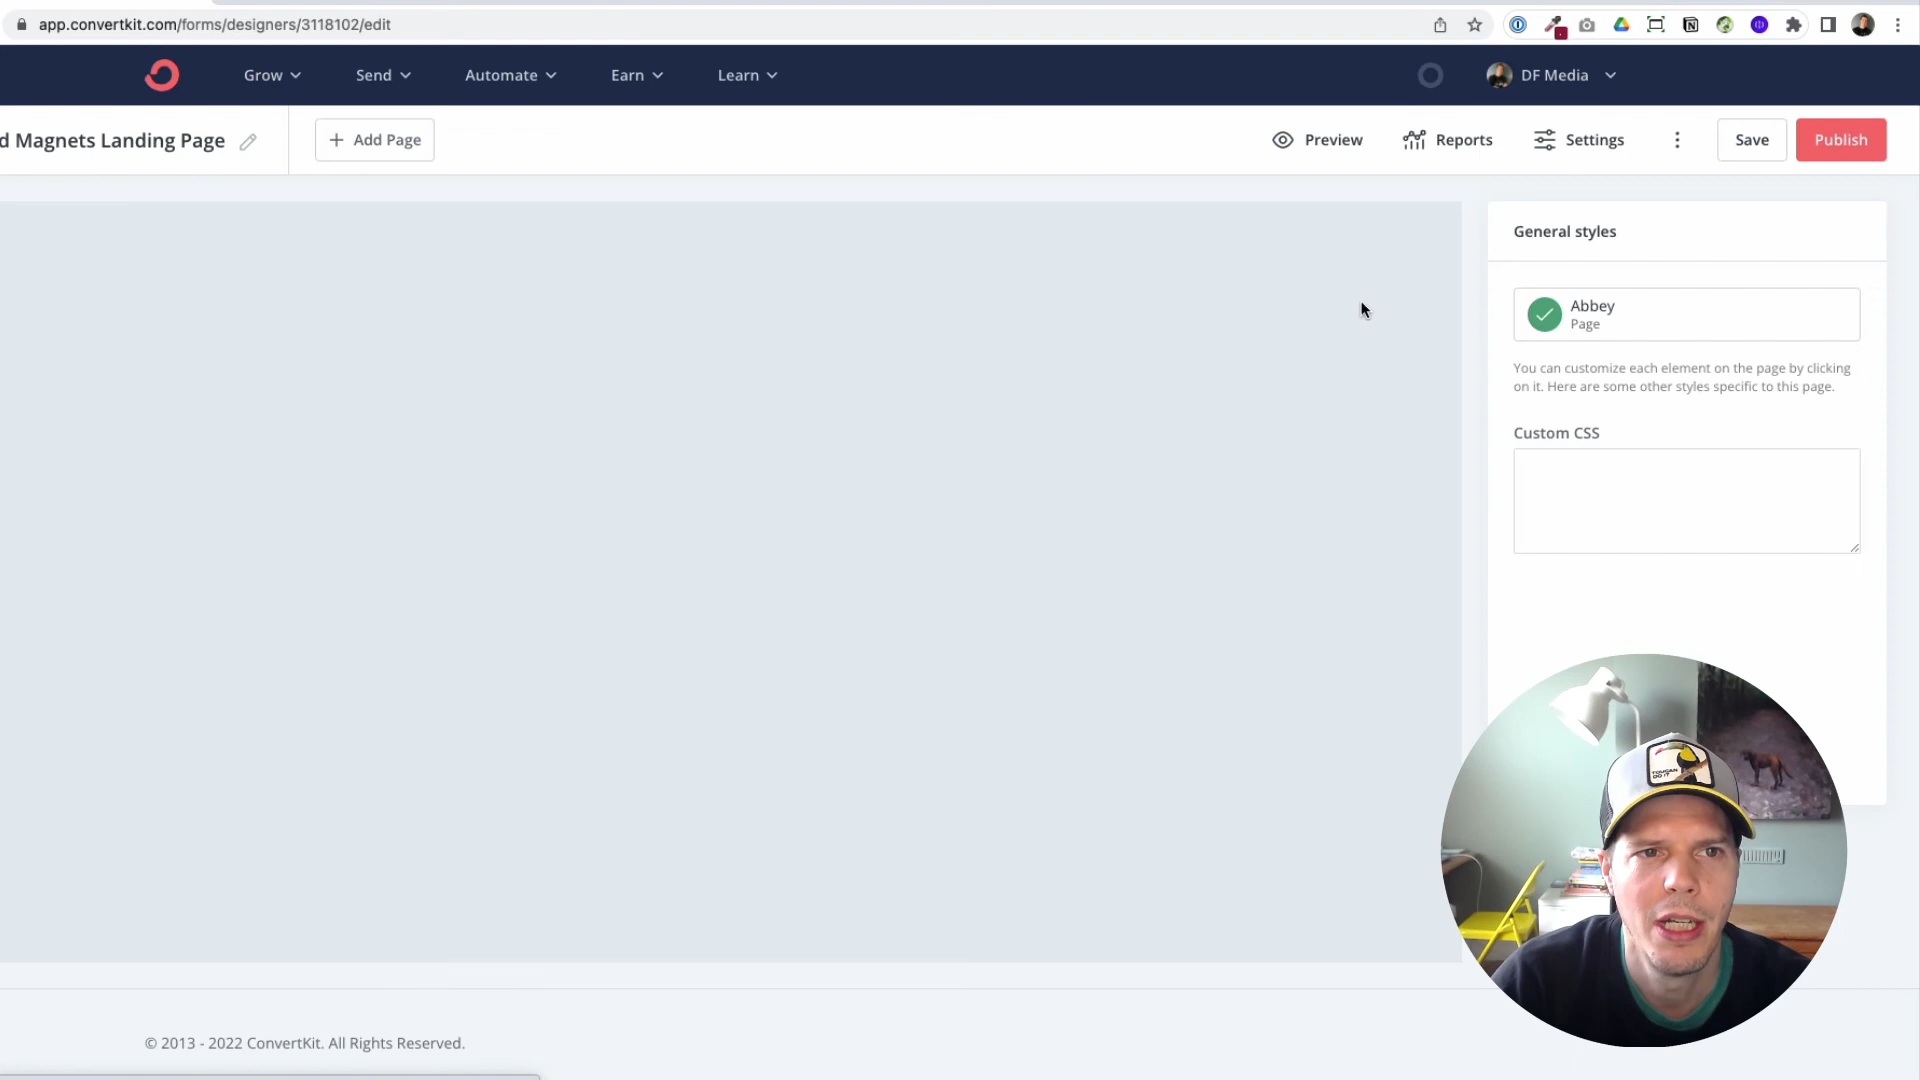 app.convertkit.com/forms/designers/3118102/edit
Grow
Send
Automate
Earn
Learn
DF Media
d Magnets Landing Page
+ Add Page
Preview
Reports
Settings
Save
Publish
General styles
Abbey
Page
You can customize each element on the page by clicking
on it. Here are some other styles specific to this page.
Custom CSS
TOUCAN
DO IT
© 2013 - 2022 ConvertKit. All Rights Reserved.